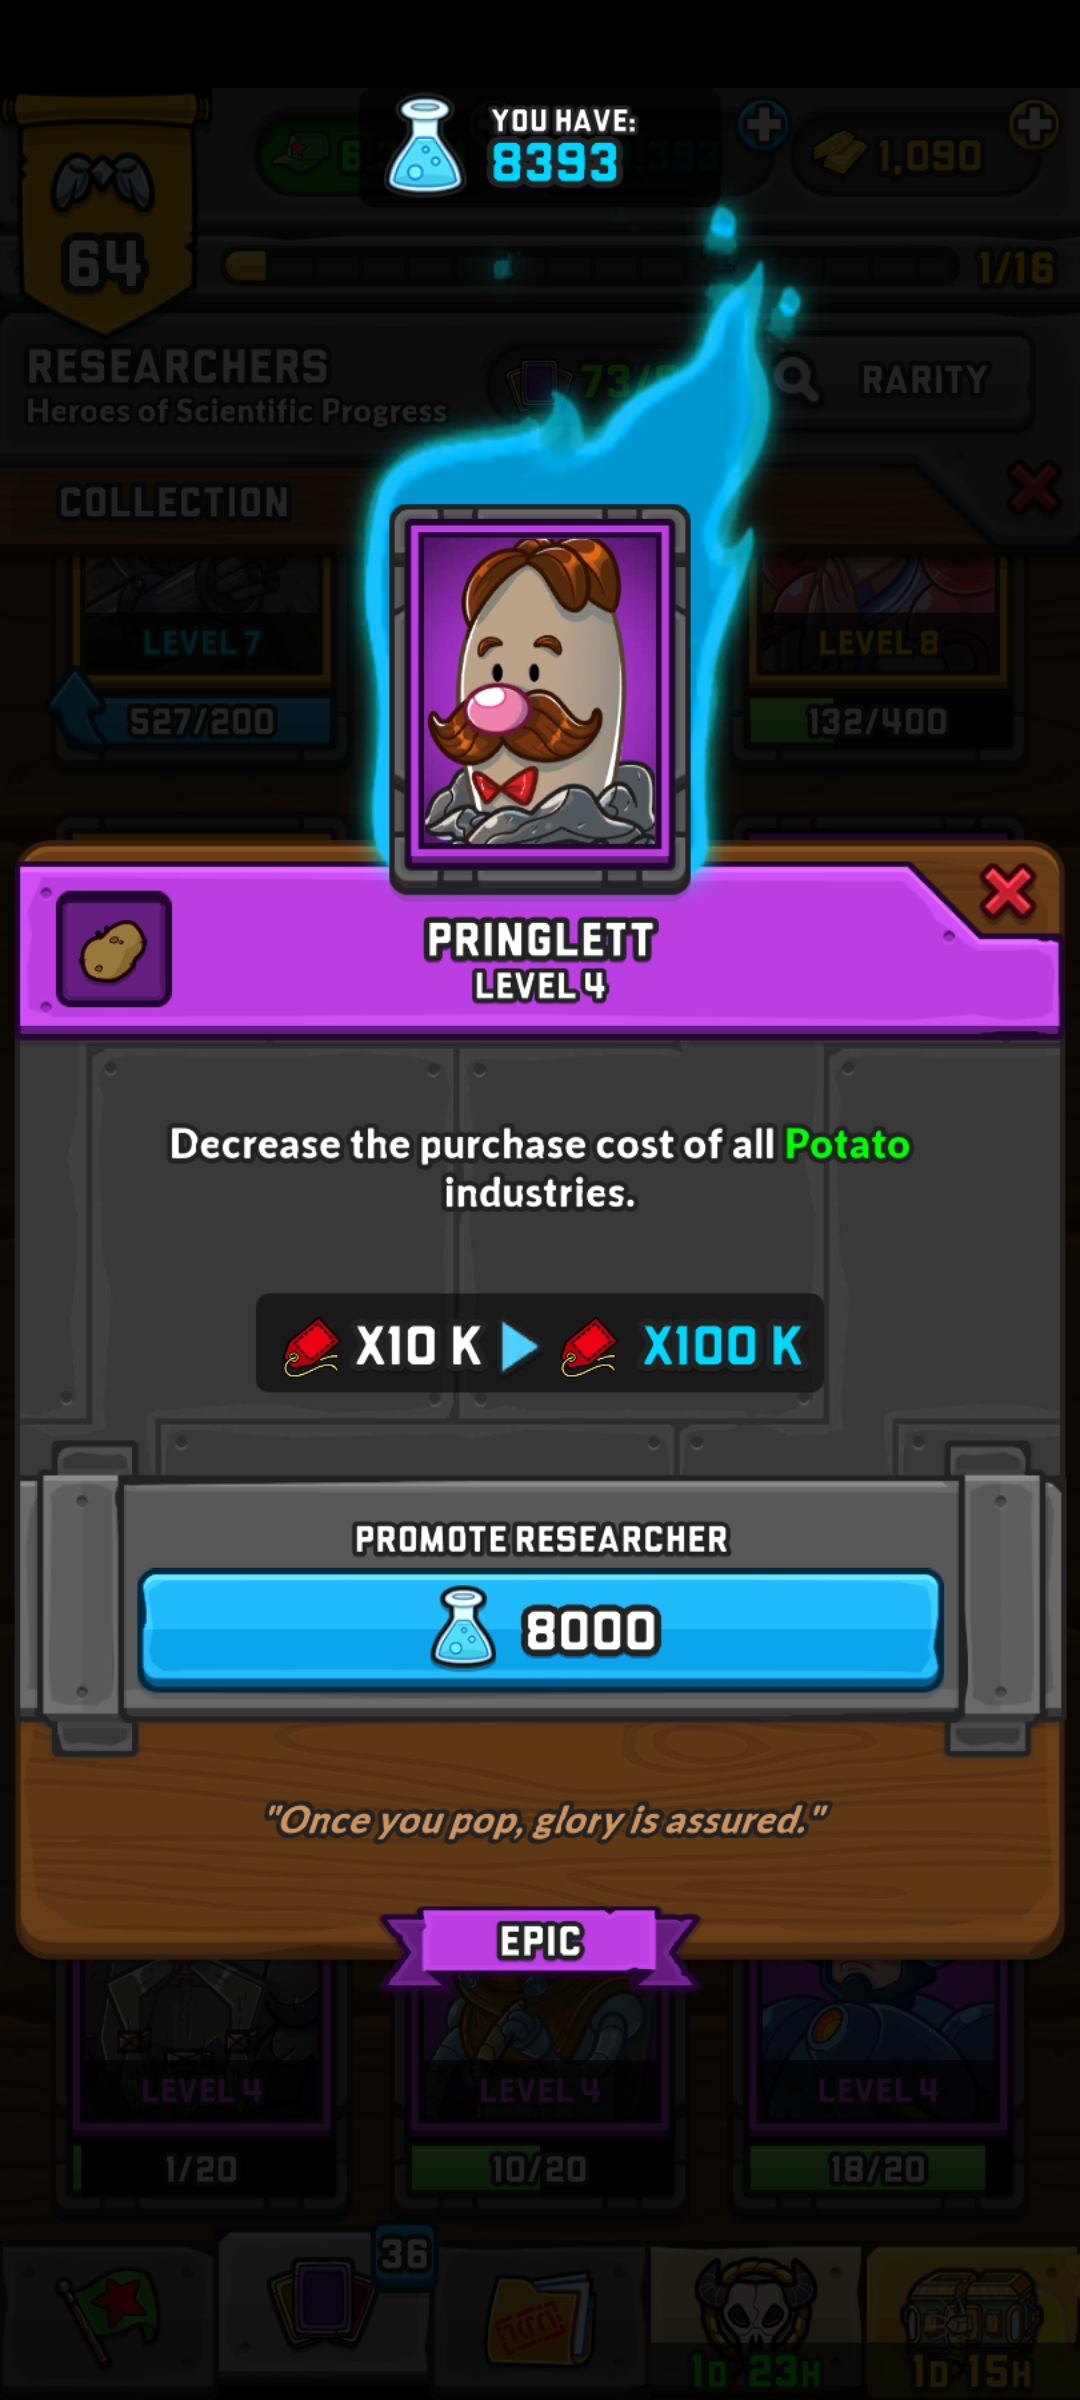 YOU HAVE:
8393
1,090
64
1/16
RESEARCHERS
Heroes of Scientific Progress
RARITY
COLLECTION
LEVEL 7
LEVEL 8
527/200
132/400
PRINGLETT
LEVEL 4
Decrease the purchase cost of all Potato
industries.
X10 K X100 K
PROMOTE RESEARCHER
8000
"Once you pop, glory is assured."
EPIC
LEVEL 4 LEVEL 4 LEVEL 4
1/20 10/20 18/20
36
1D 23H 1D 15H